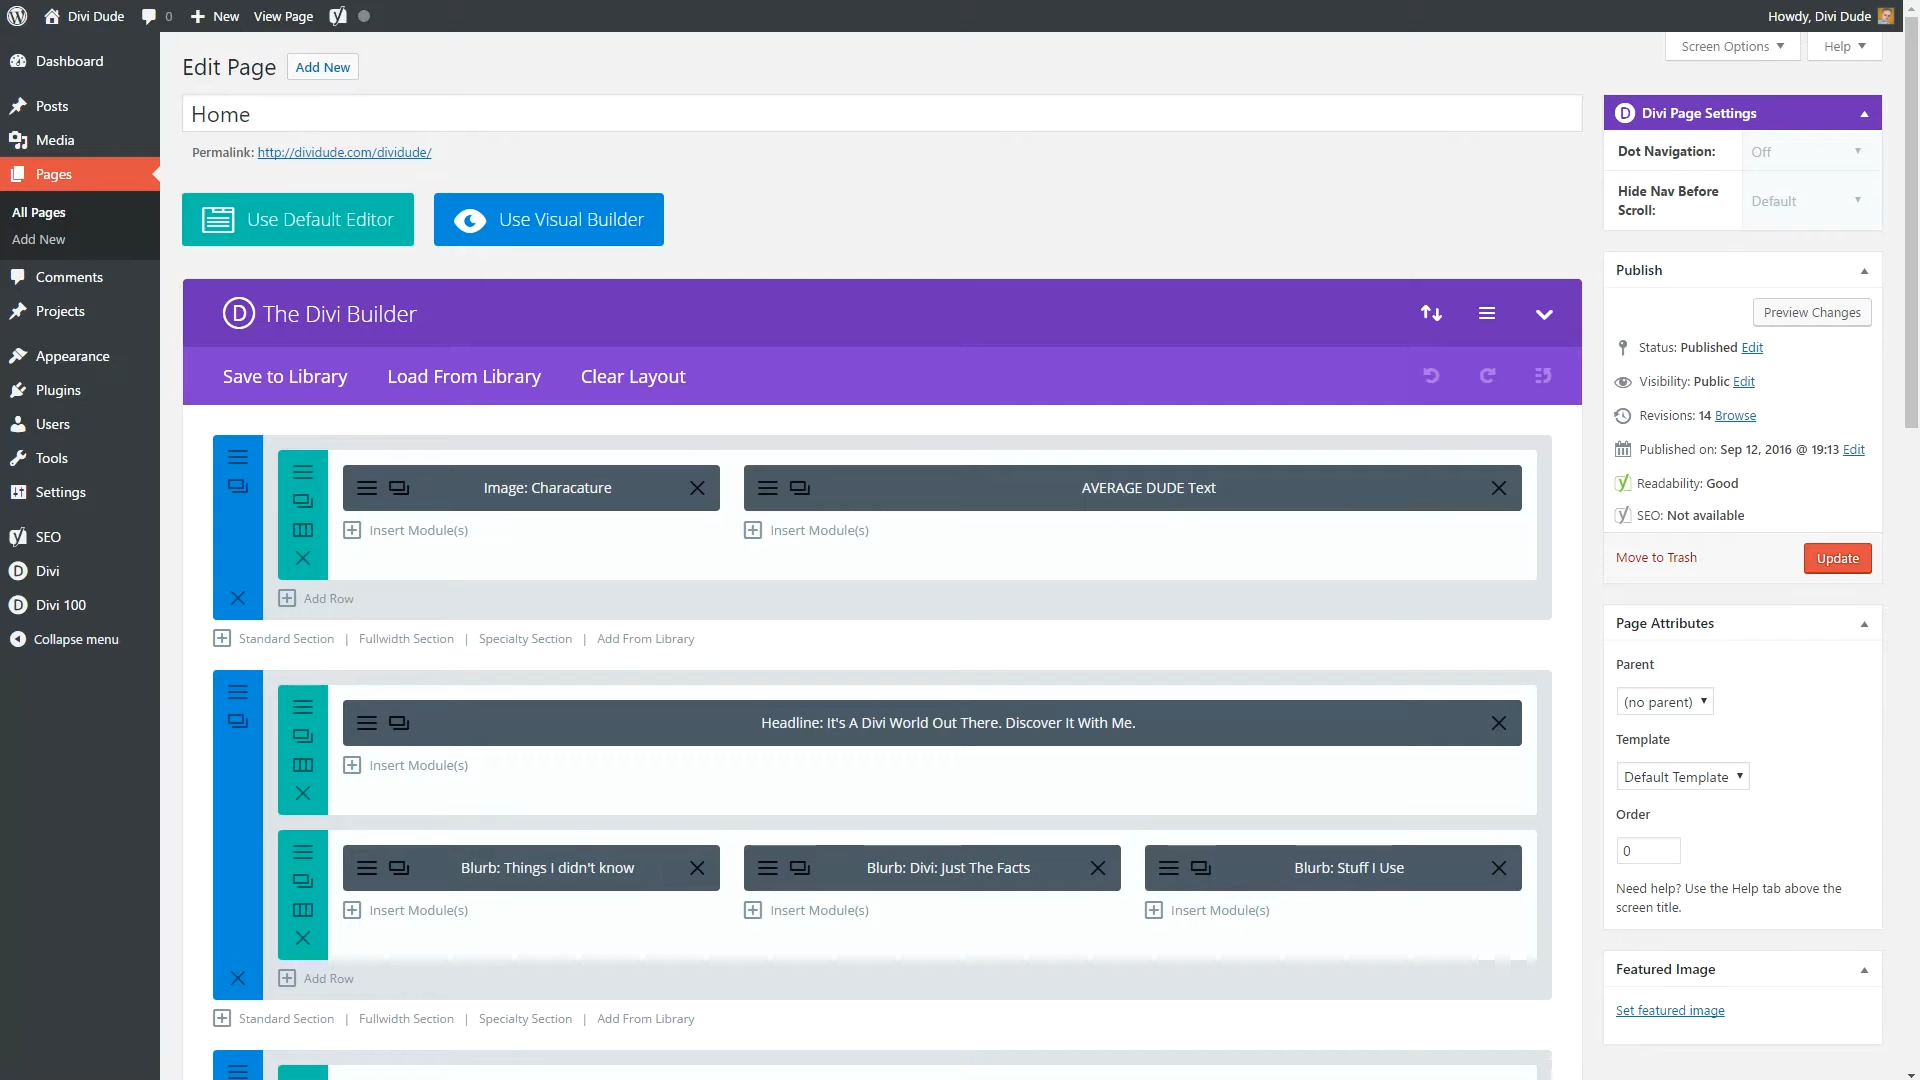 Divi Dude 0 New View Page Howdy, Divi Dude
Screen Options Help
Dashboard
Posts
Media
Pages
All Pages
Add New
Comments
Projects
Appearance
Plugins
Users
Tools
Settings
SEO
Divi
Divi 100
Collapse menu
Edit Page Add New
Home
Permalink: http://dividude.com/dividude/
Use Default Editor Use Visual Builder
D The Divi Builder
Save to Library Load From Library Clear Layout
Image: Characature AVERAGE DUDE Text
Insert Module(s) Insert Module(s)
Add Row
Standard Section | Fullwidth Section | Specialty Section | Add From Library
Headline: It's A Divi World Out There. Discover It With Me.
Insert Module(s)
Blurb: Things I didn't know Blurb: Divi: Just The Facts Blurb: Stuff I Use
Insert Module(s) Insert Module(s) Insert Module(s)
Add Row
Standard Section | Fullwidth Section | Specialty Section | Add From Library
D Divi Page Settings
Dot Navigation: Off
Hide Nav Before
Scroll: Default
Publish
Preview Changes
Status: Published Edit
Visibility: Public Edit
Revisions: 14 Browse
Published on: Sep 12, 2016 @ 19:13 Edit
Readability: Good
SEO: Not available
Move to Trash Update
Page Attributes
Parent
(no parent)
Template
Default Template
Order
0
Need help? Use the Help tab above the
screen title.
Featured Image
Set featured image